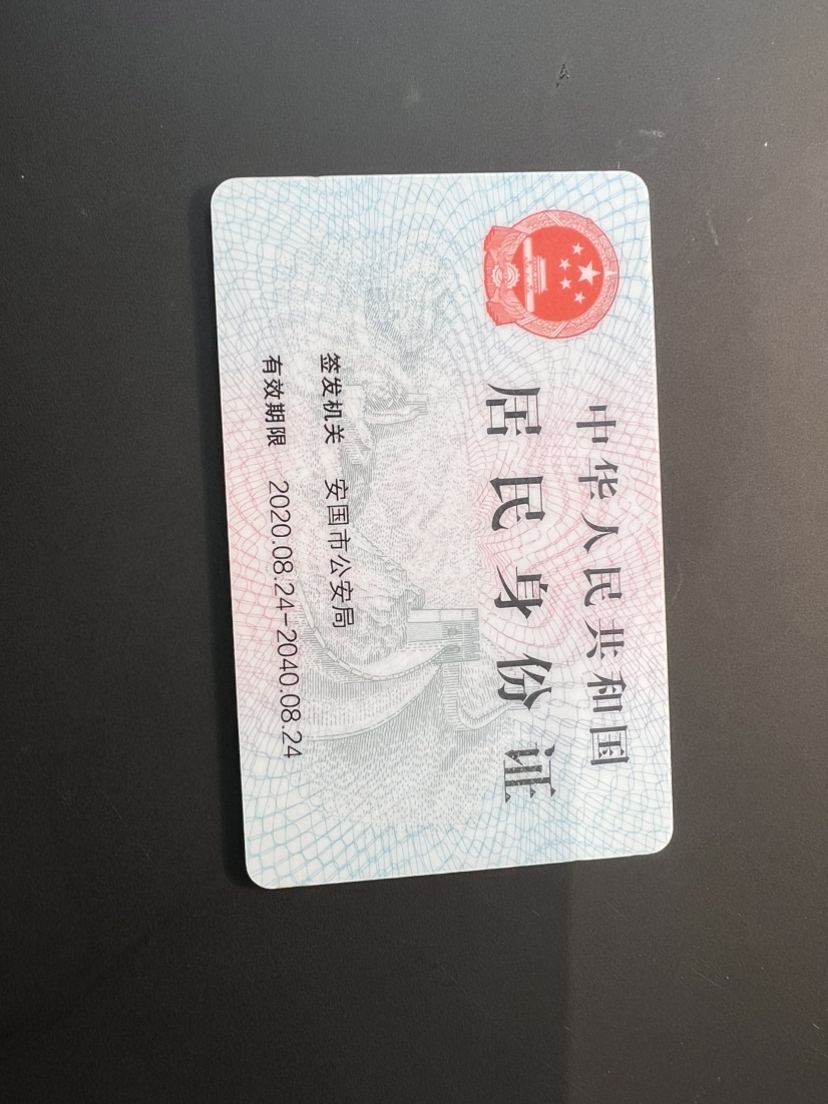 中华人民共和国
居民身份证
签发机关 安国市公安局
有效期限 2020.08.24-2040.08.24